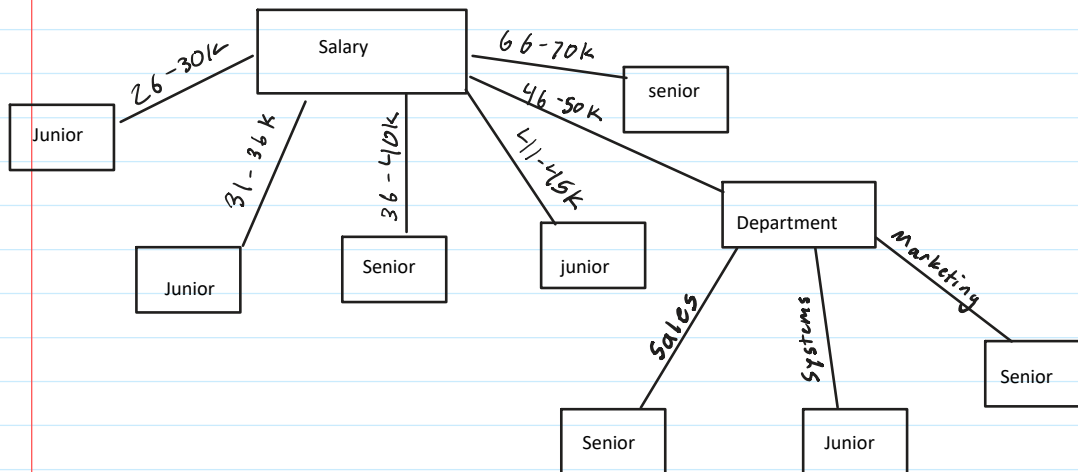 Salary
66-70K
26-30K
senior
46-50K
Junior
31-36K
36-40K
41-45K
Department
Marketing
Junior
Senior
junior
Sales
Systems
Senior
Senior
Junior